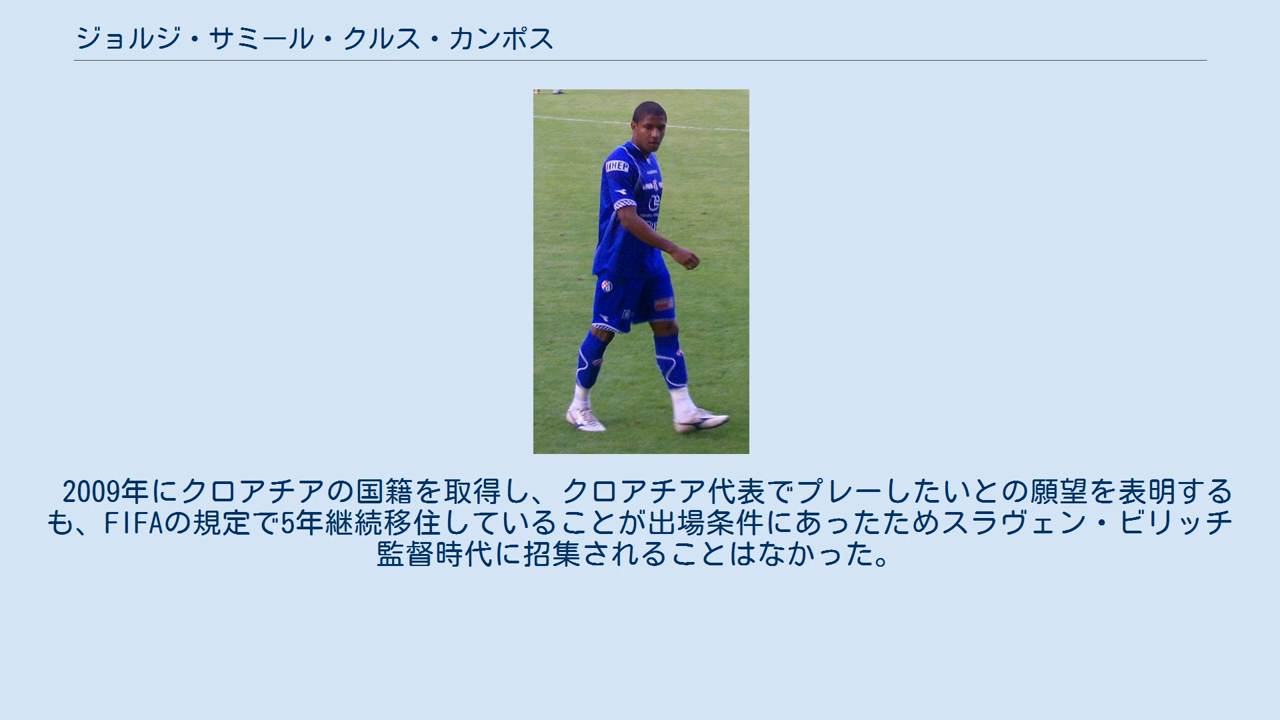 ジョルジ・サミール・クルス・カンポス
HEP
2009年にクロアチアの国籍を取得し、クロアチア代表でプレーしたいとの願望を表明する
も、FIFAの規定で5年継続移住していることが出場条件にあったためスラヴェン・ビリッチ
監督時代に招集されることはなかった。